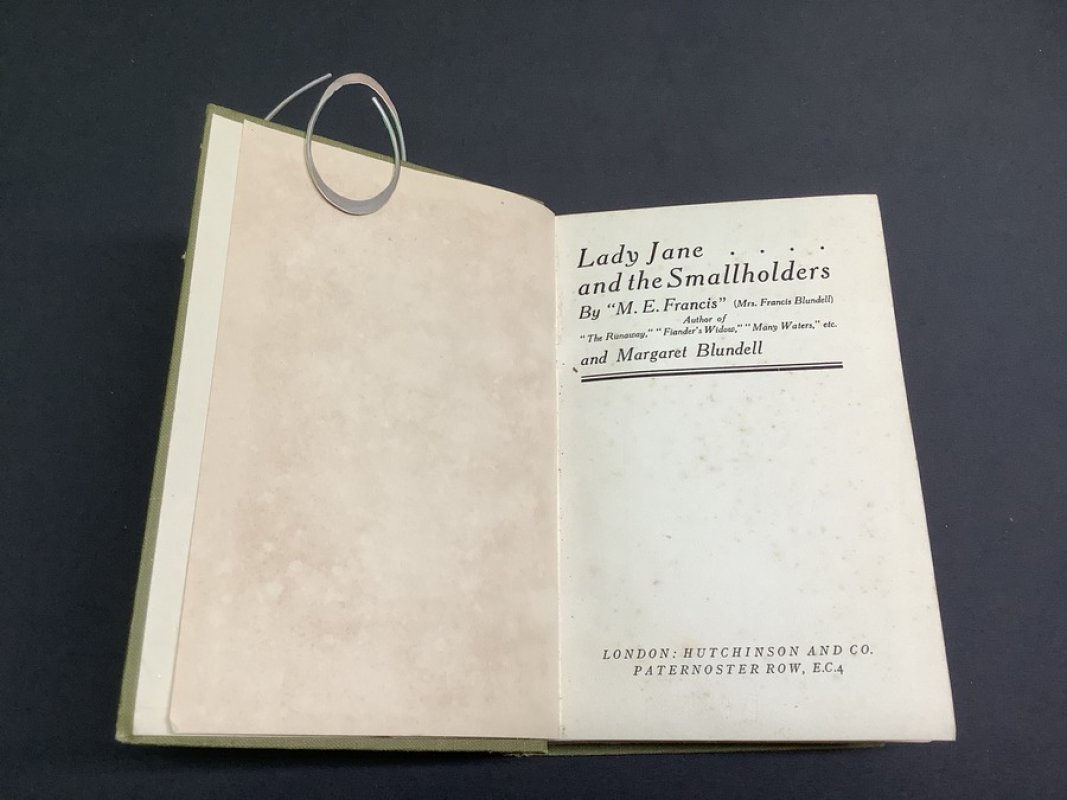 Lady Jane . . . .
and the Smallholders
By "M. E. Francis" (Mrs. Francis Blundell)
Author of
"The Runaway," "Fiander's Widow," "Many Waters," etc.
and Margaret Blundell
LONDON: HUTCHINSON AND CO.
PATERNOSTER ROW, E.C.4